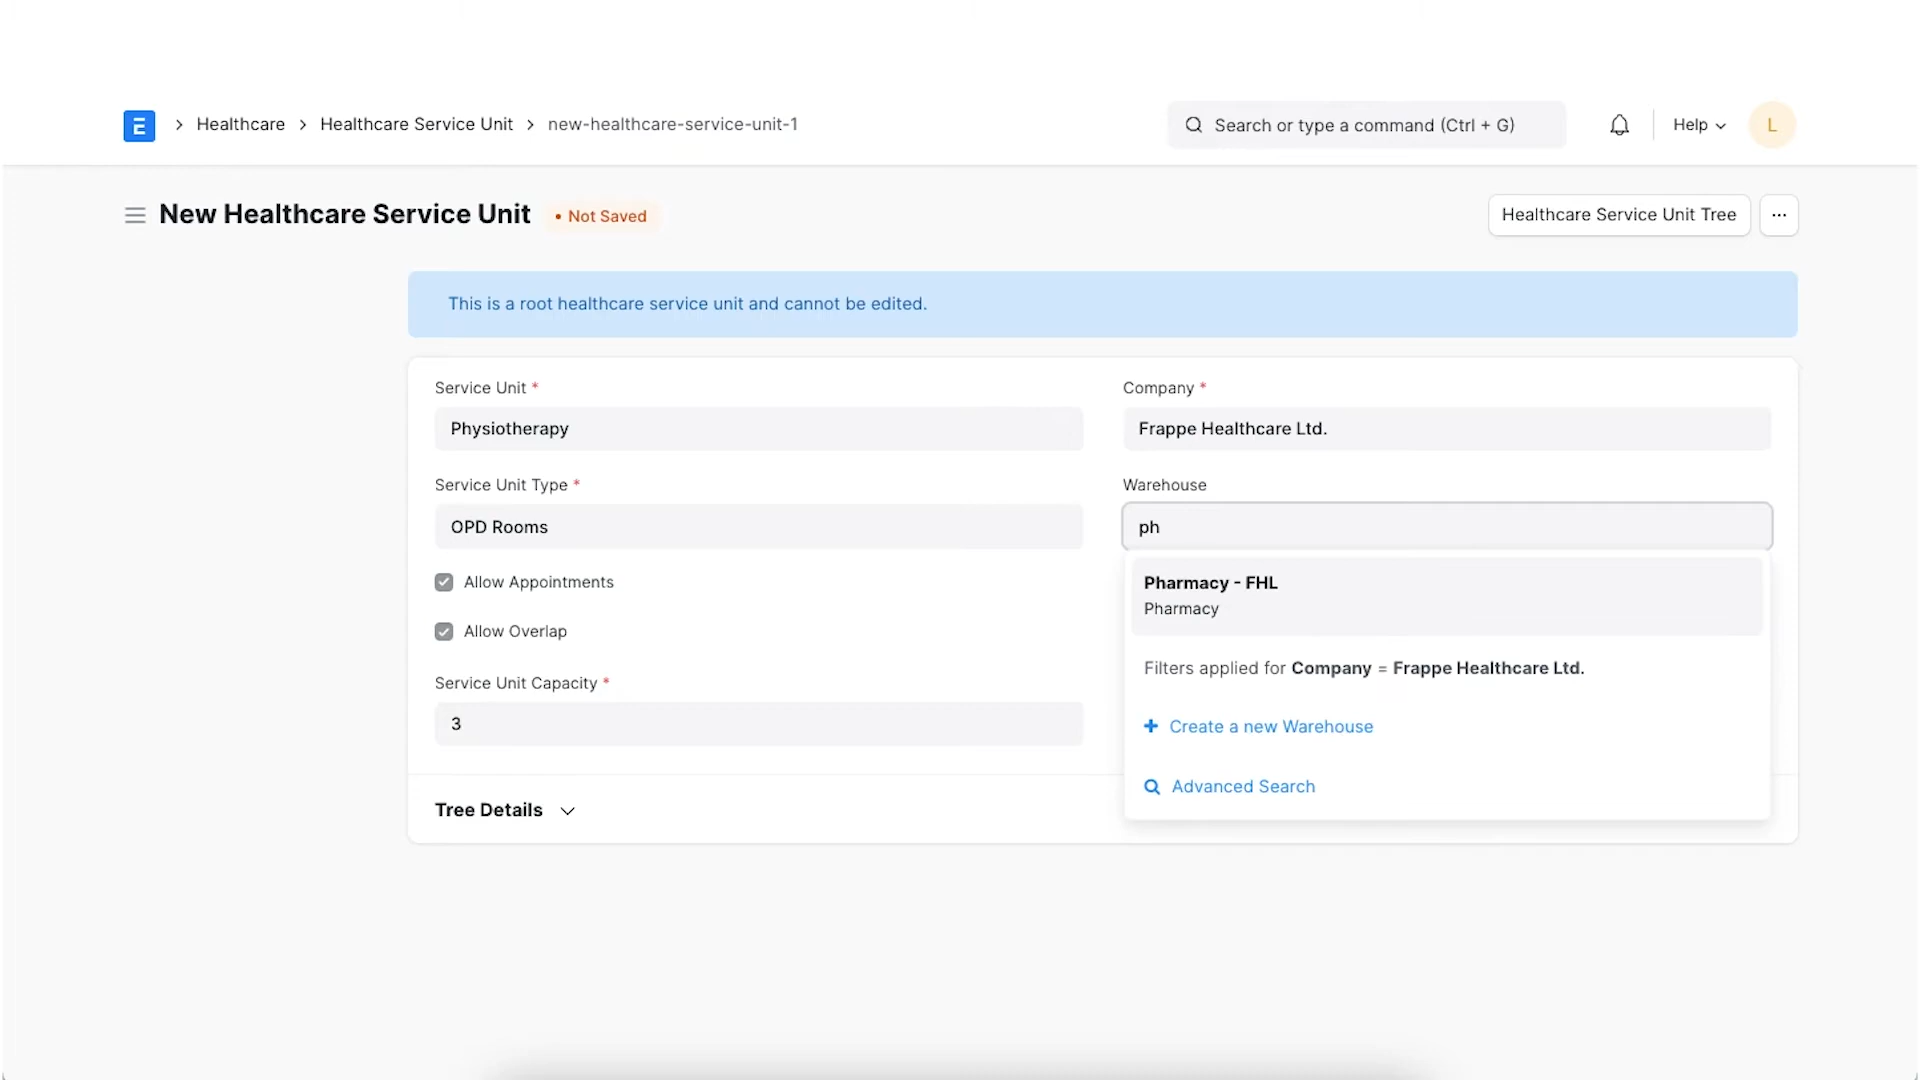 E
Healthcare
Healthcare Service Unit
new-healthcare-service-unit-1
Search or type a command (Ctrl + G)
Help
L
New Healthcare Service Unit
• Not Saved
Healthcare Service Unit Tree
...
This is a root healthcare service unit and cannot be edited.
Service Unit *
Physiotherapy
Service Unit Type *
OPD Rooms
Allow Appointments
Allow Overlap
Service Unit Capacity *
3
Company *
Frappe Healthcare Ltd.
Warehouse
ph
Pharmacy - FHL
Pharmacy
Filters applied for Company = Frappe Healthcare Ltd.
+ Create a new Warehouse
Advanced Search
Tree Details